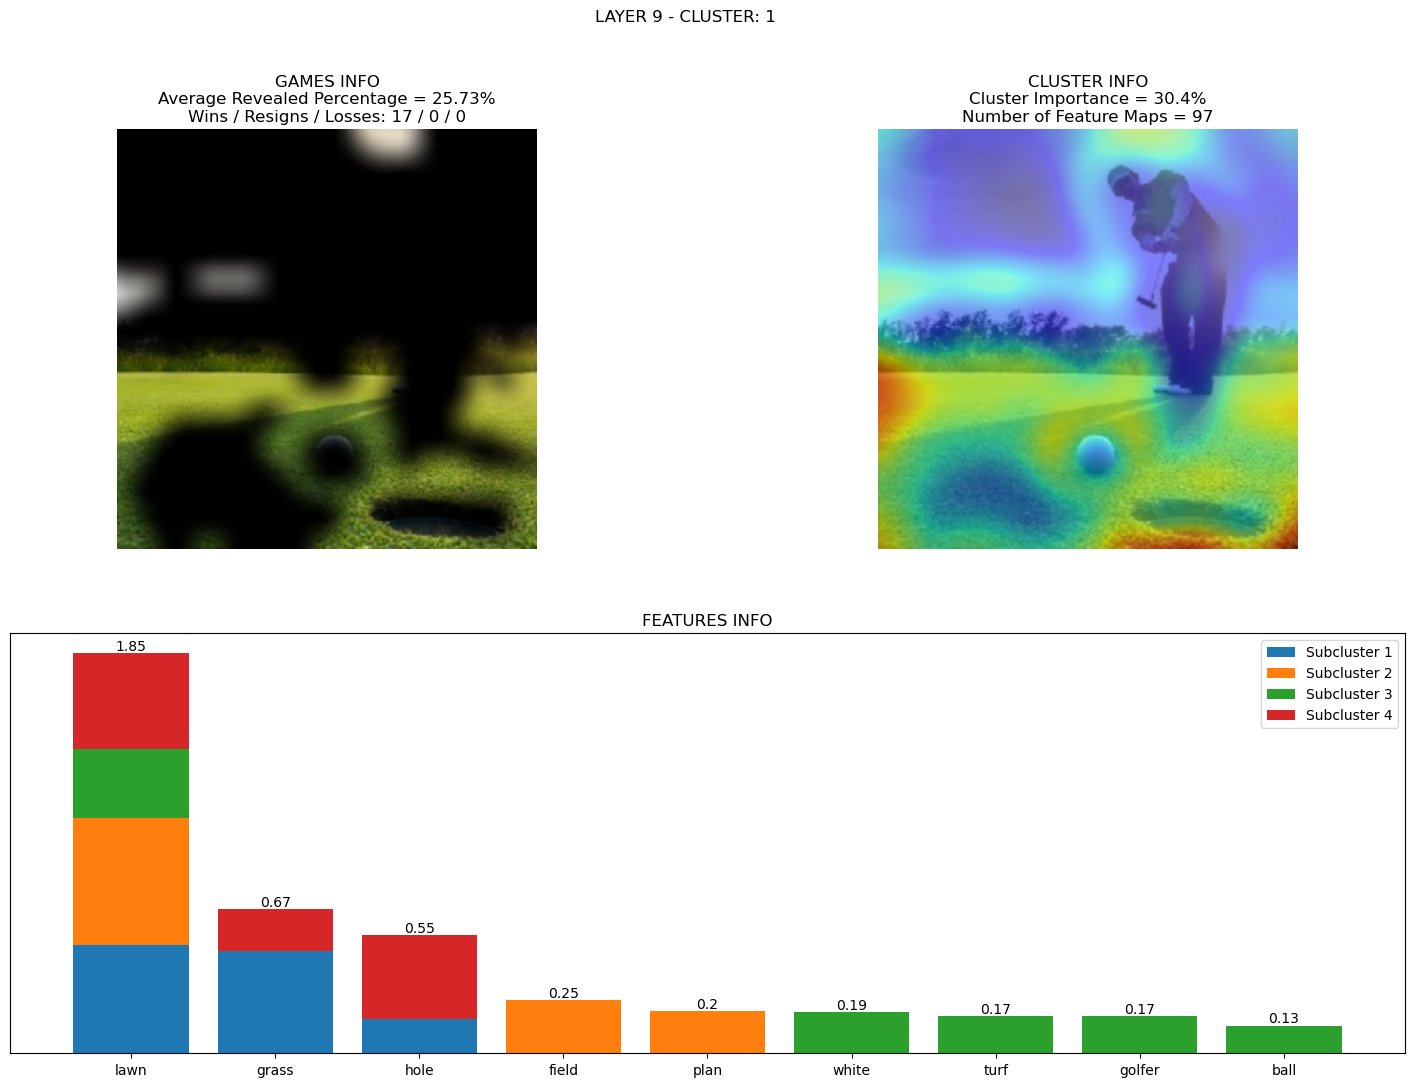 LAYER 9 - CLUSTER: 1
GAMES INFO
Average Revealed Percentage = 25.73%
Wins / Resigns / Losses: 17 / 0 / 0
CLUSTER INFO
Cluster Importance = 30.4%
Number of Feature Maps = 97
FEATURES INFO
Subcluster 1
Subcluster 2
Subcluster 3
Subcluster 4
1.85
0.67
0.55
0.25
0.2
0.19
0.17
0.17
0.13
lawn
grass
hole
field
plan
white
turf
golfer
ball